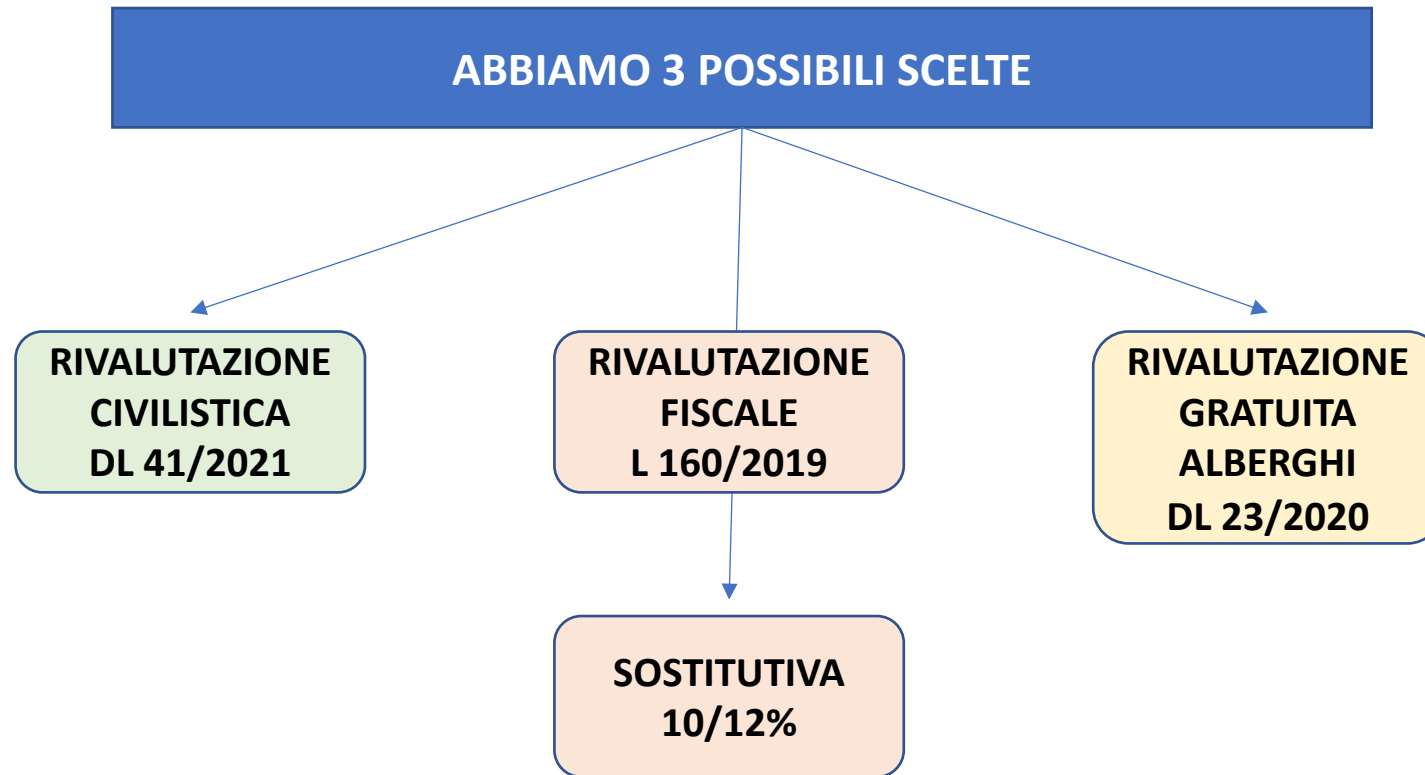 ABBIAMO 3 POSSIBILI SCELTE
RIVALUTAZIONE
CIVILISTICA
DL 41/2021
RIVALUTAZIONE
FISCALE
L 160/2019
RIVALUTAZIONE
GRATUITA
ALBERGHI
DL 23/2020
SOSTITUTIVA
10/12%